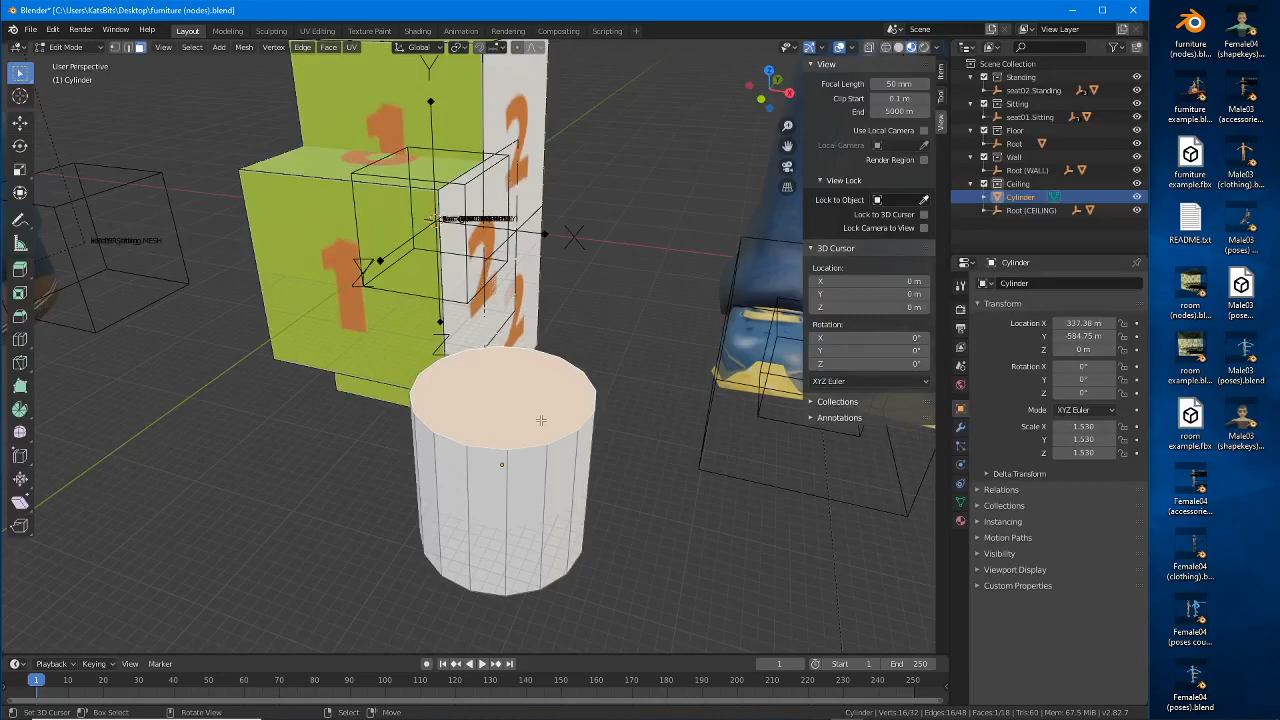 Blender* [C:\Users\KatsBits\Desktop\furniture (nodes).blend]
File Edit Render Window Help Layout Modeling Sculpting UV Editing Texture Paint Shading Animation Rendering Compositing Scripting +
Scene View Layer
Edit Mode View Select Add Mesh Vertex Edge Face UV Global
User Perspective
(1) Cylinder
View
Focal Length 50 mm
Clip Start 0.1 m
End 5000 m
Use Local Camera
Local Camera
Render Region
View Lock
Lock to Object
Lock to 3D Cursor
Lock Camera to View
3D Cursor
Location:
X 0 m
Y 0 m
Z 0 m
Rotation:
X 0°
Y 0°
Z 0°
XYZ Euler
Collections
Annotations
Item
Tool
View
Z
X
1
2
1
2
2
Y
X
Z
Scene Collection
Standing
seat02.Standing
Sitting
seat01.Sitting
Floor
Root
Wall
Root (WALL)
Ceiling
Cylinder
Root (CEILING)
Cylinder
Cylinder
Transform
Location X 337.38 m
Y -584.75 m
Z 0 m
Rotation X 0°
Y 0°
Z 0°
Mode XYZ Euler
Scale X 1.530
Y 1.530
Z 1.530
Delta Transform
Relations
Collections
Instancing
Motion Paths
Visibility
Viewport Display
Custom Properties
furniture
(nodes).blend
Female04
(shapekeys)...
furniture
example.bl...
Male03
(accessorie...
furniture
example.fbx
Male03
(clothing).b...
README.txt
Male03
(poses)...
room
(nodes).bl...
Male03
(pose...
room
example.bl...
Male03
(poses).blend
room
example.fbx
Male03
(shapekeys)...
Female04
(accessorie...
Female04
(clothing).b...
Female04
(poses cou...
Female04
(poses).blend
Playback Keying View Marker
1 Start 1 End 250
1 10 20 30 40 50 60 70 80 90 100 110 120 130 140 150 160 170 180 190 200 210 220 230 240 250
Set 3D Cursor Box Select Rotate View Select Move
Cylinder | Verts:16/32 | Edges:16/48 | Faces:1/18 | Tris:60 | Mem: 67.5 MiB | v2.82.7